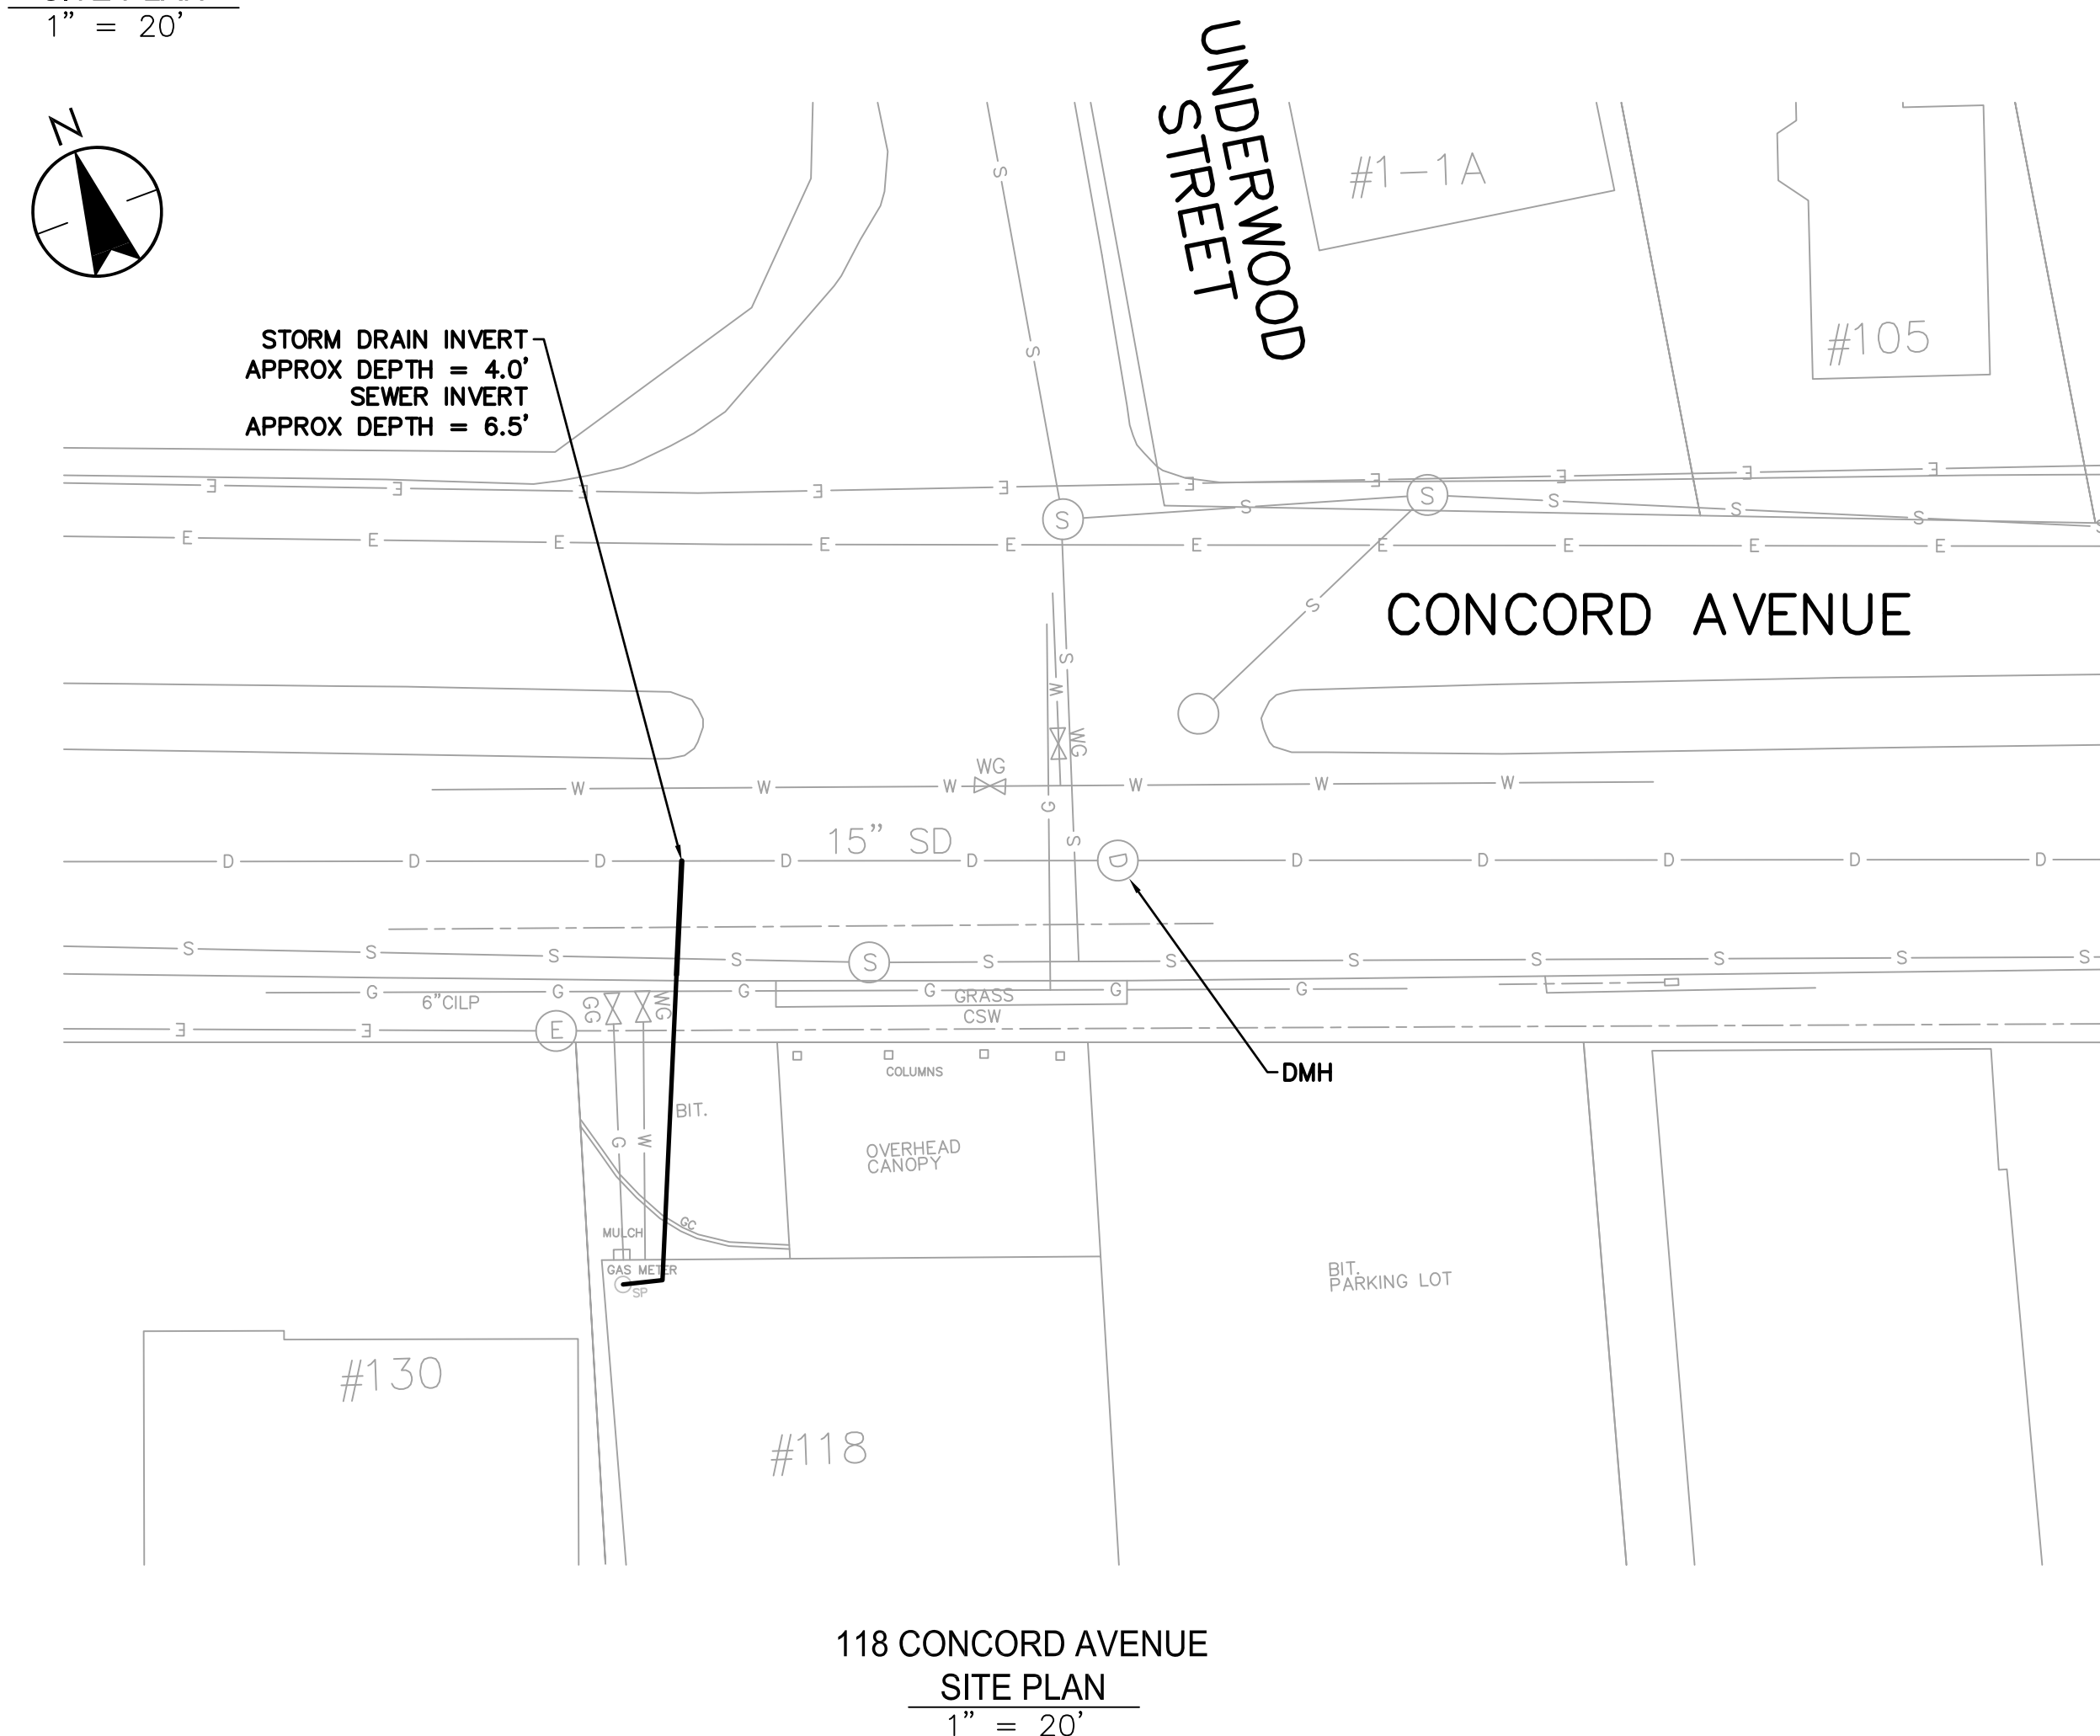 1” = 20’
N
UNDERWOOD
STREET
#1-1A
#105
STORM DRAIN INVERT
APPROX DEPTH = 4.0’
SEWER INVERT
APPROX DEPTH = 6.5’
S
S
E E E E E E E E E E
S S
S S S S
E E E E E E E E E E
S
CONCORD AVENUE
S
W
WG
WG
W W W W W W
G
15” SD
S
D D D D D D D D D D D
S S S S S S S S S S S S
G G G G G G
6”CILP
GG
WG
GRASS
CSW
E E E
COLUMNS
DMH
BIT.
G W
OVERHEAD
CANOPY
GC
MULCH
GAS METER
SP
BIT.
PARKING LOT
#130
#118
118 CONCORD AVENUE
SITE PLAN
1” = 20’